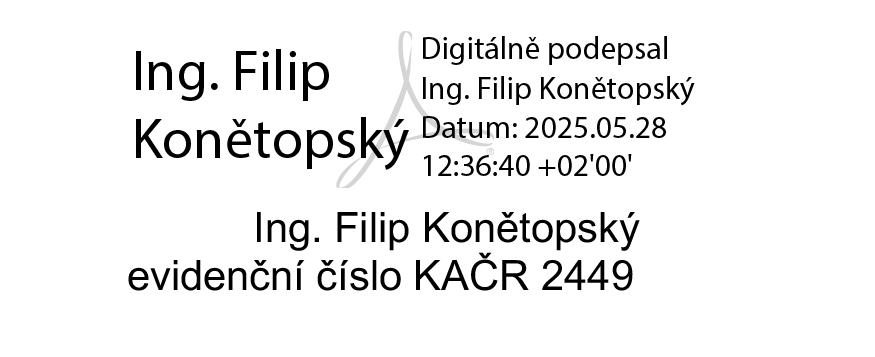 Ing. Filip
Konětopský
Digitálně podepsal
Ing. Filip Konětopský
Datum: 2025.05.28
12:36:40 +02'00'
Ing. Filip Konětopský
evidenční číslo KAČR 2449